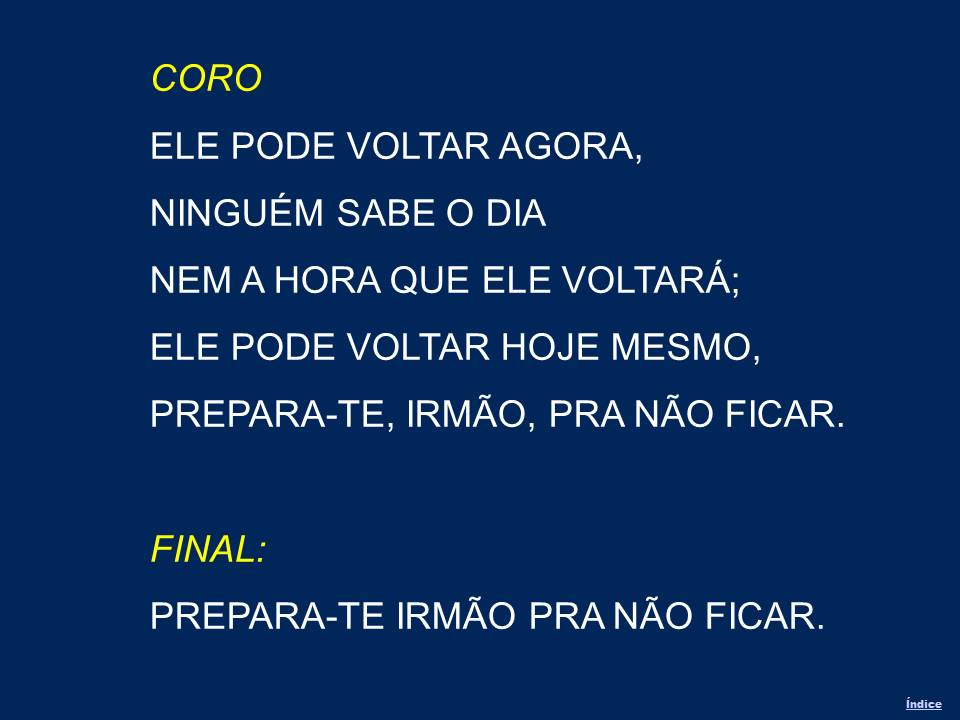 CORO
ELE PODE VOLTAR AGORA,
NINGUÉM SABE O DIA
NEM A HORA QUE ELE VOLTARÁ;
ELE PODE VOLTAR HOJE MESMO,
PREPARA-TE, IRMÃO, PRA NÃO FICAR.
FINAL:
PREPARA-TE IRMÃO PRA NÃO FICAR.
Índice